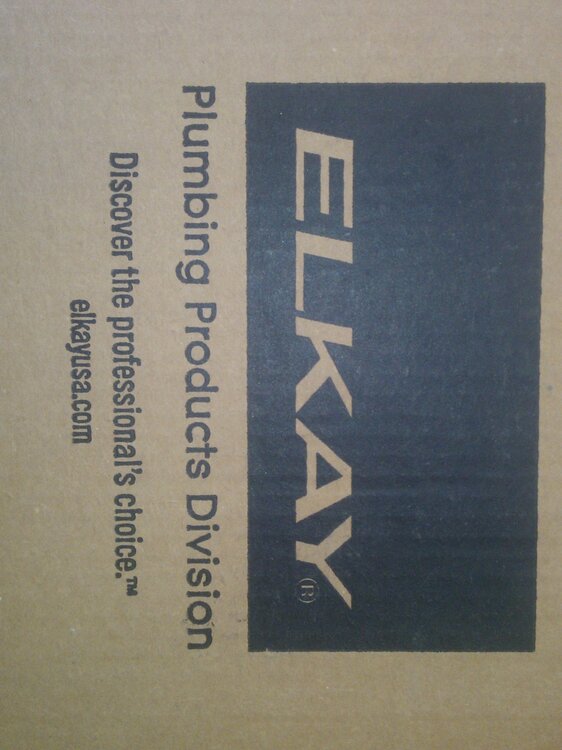 ELKAY®
Plumbing Products Division
Discover the professional's choice.™
elkayusa.com